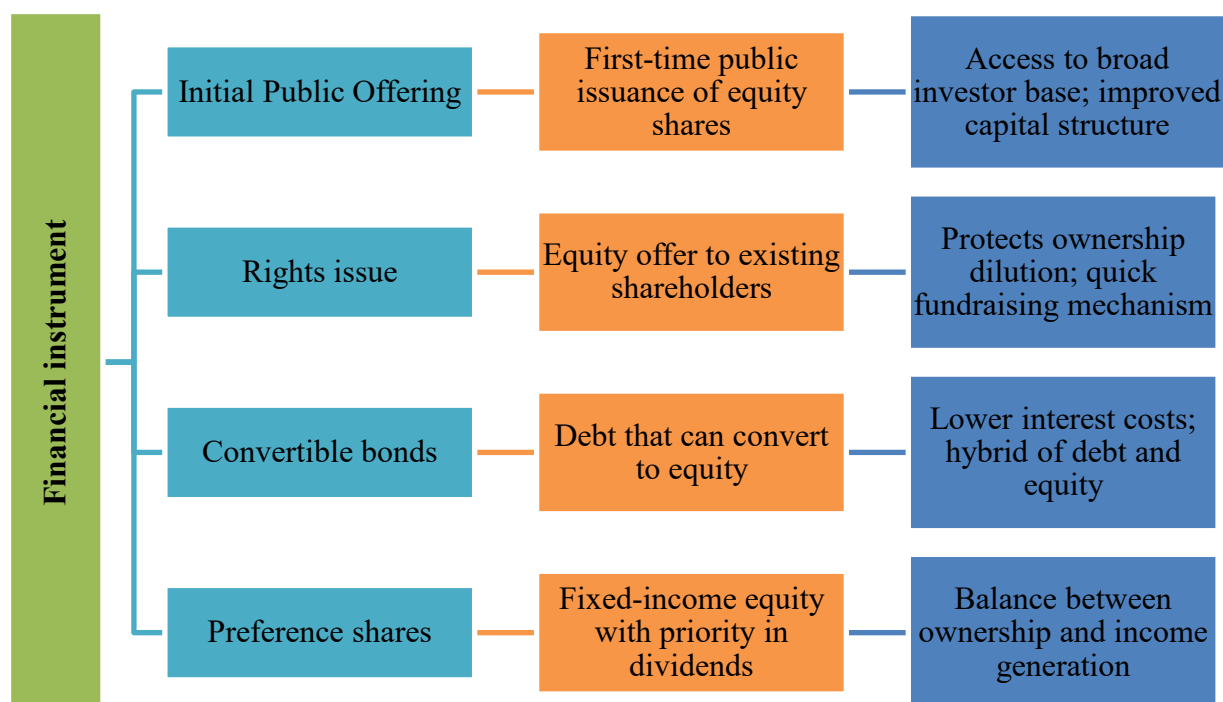 Financial instrument
Initial Public Offering
First-time public
issuance of equity
shares
Access to broad
investor base; improved
capital structure
Rights issue
Equity offer to existing
shareholders
Protects ownership
dilution; quick
fundraising mechanism
Convertible bonds
Debt that can convert
to equity
Lower interest costs;
hybrid of debt and
equity
Preference shares
Fixed-income equity
with priority in
dividends
Balance between
ownership and income
generation